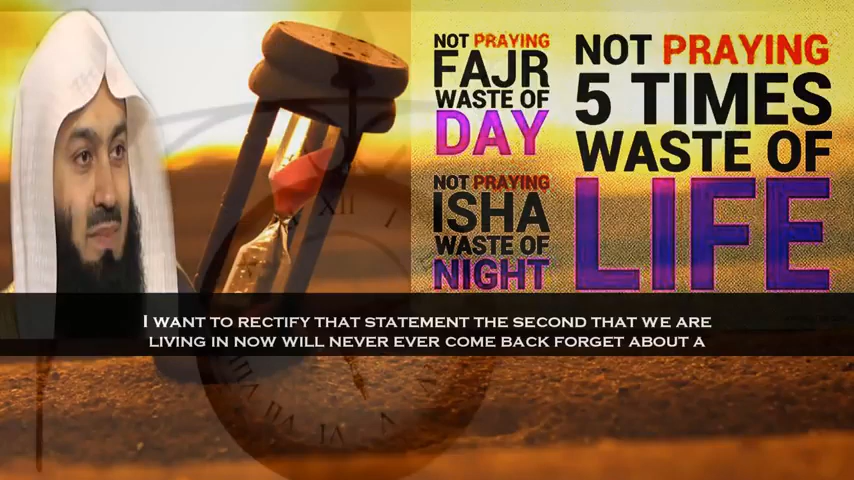 NOT PRAYING
FAJR
WASTE OF
DAY
NOT PRAYING
ISHA
WASTE OF
NIGHT
NOT PRAYING
5 TIMES
WASTE OF
LIFE
XII
I WANT TO RECTIFY THAT STATEMENT THE SECOND THAT WE ARE
LIVING IN NOW WILL NEVER EVER COME BACK FORGET ABOUT A